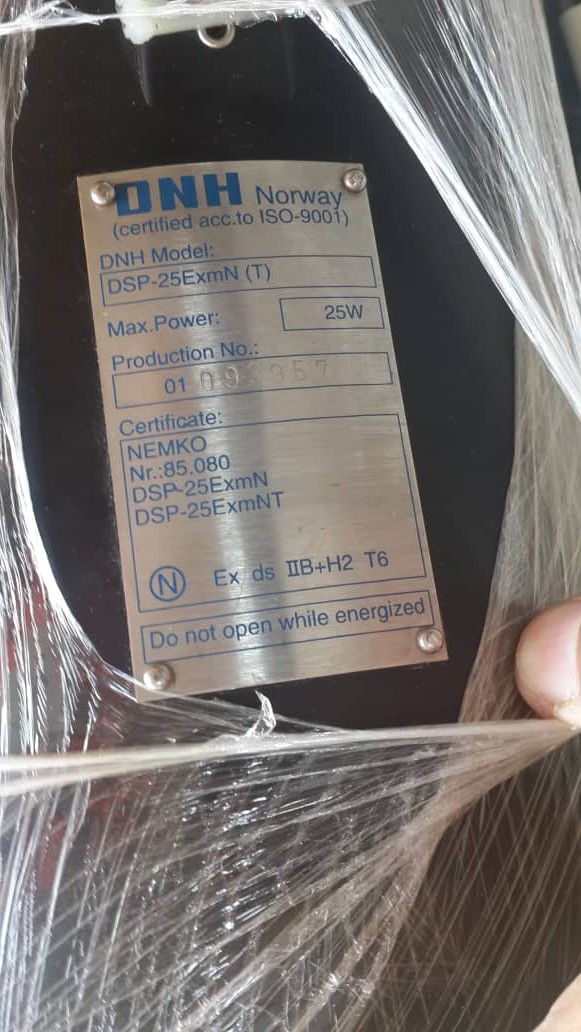 DNH Norway
(certified acc.to ISO-9001)
DNH Model:
DSP-25ExmN (T)
Max.Power:
25W
Production No.:
01
Certificate:
NEMKO
Nr.:85.080
DSP-25ExmN
DSP-25ExmNT
N Ex ds IIB+H2 T6
Do not open while energized